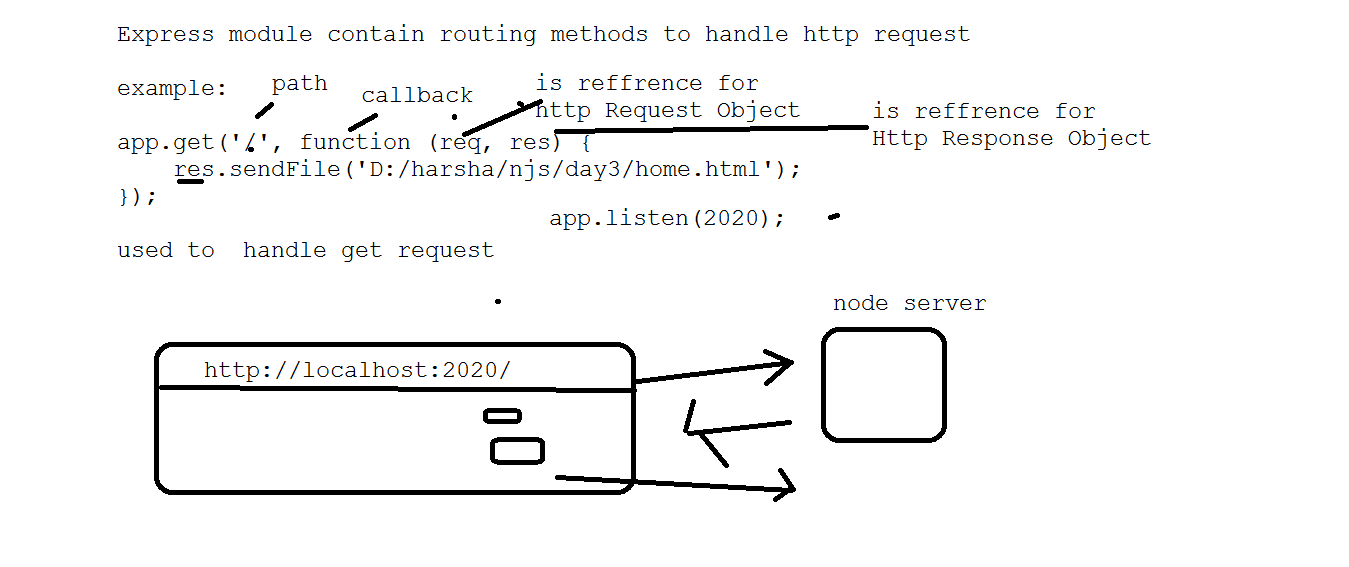 Express module contain routing methods to handle http request
example:
path
callback
is reffrence for
http Request Object
is reffrence for
Http Response Object
app.get('/', function (req, res) {
res.sendFile('D:/harsha/njs/day3/home.html');
});
app.listen(2020);
used to handle get request
node server
http://localhost:2020/